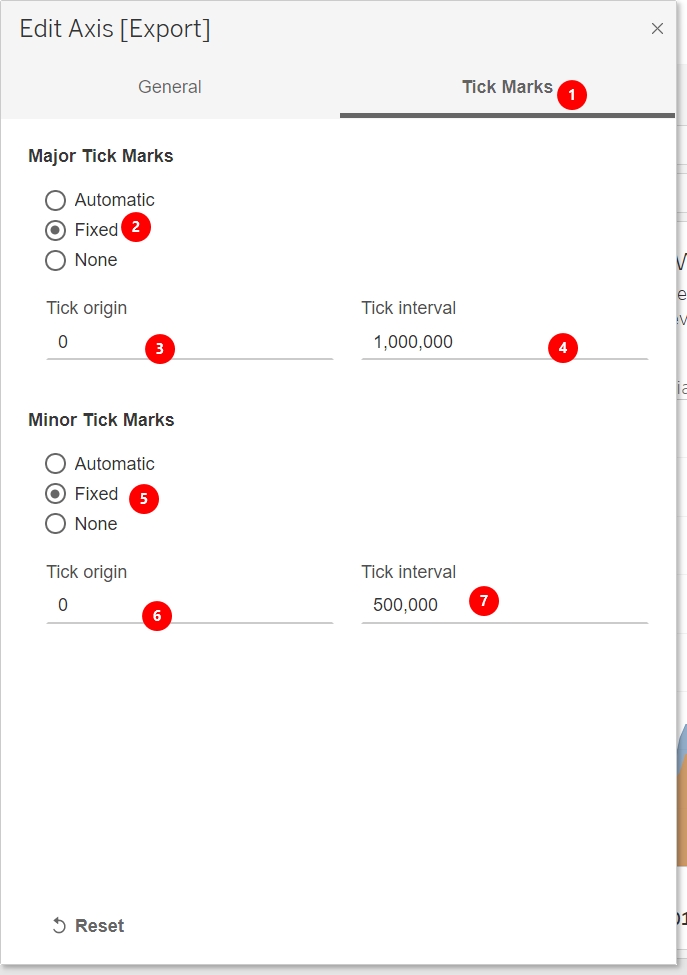 Edit Axis [Export]
General
Tick Marks 1
Major Tick Marks
Automatic
Fixed 2
None
Tick origin
Tick interval
0 3
1,000,000 4
Minor Tick Marks
Automatic
Fixed 5
None
Tick origin
Tick interval
0 6
500,000 7
Reset